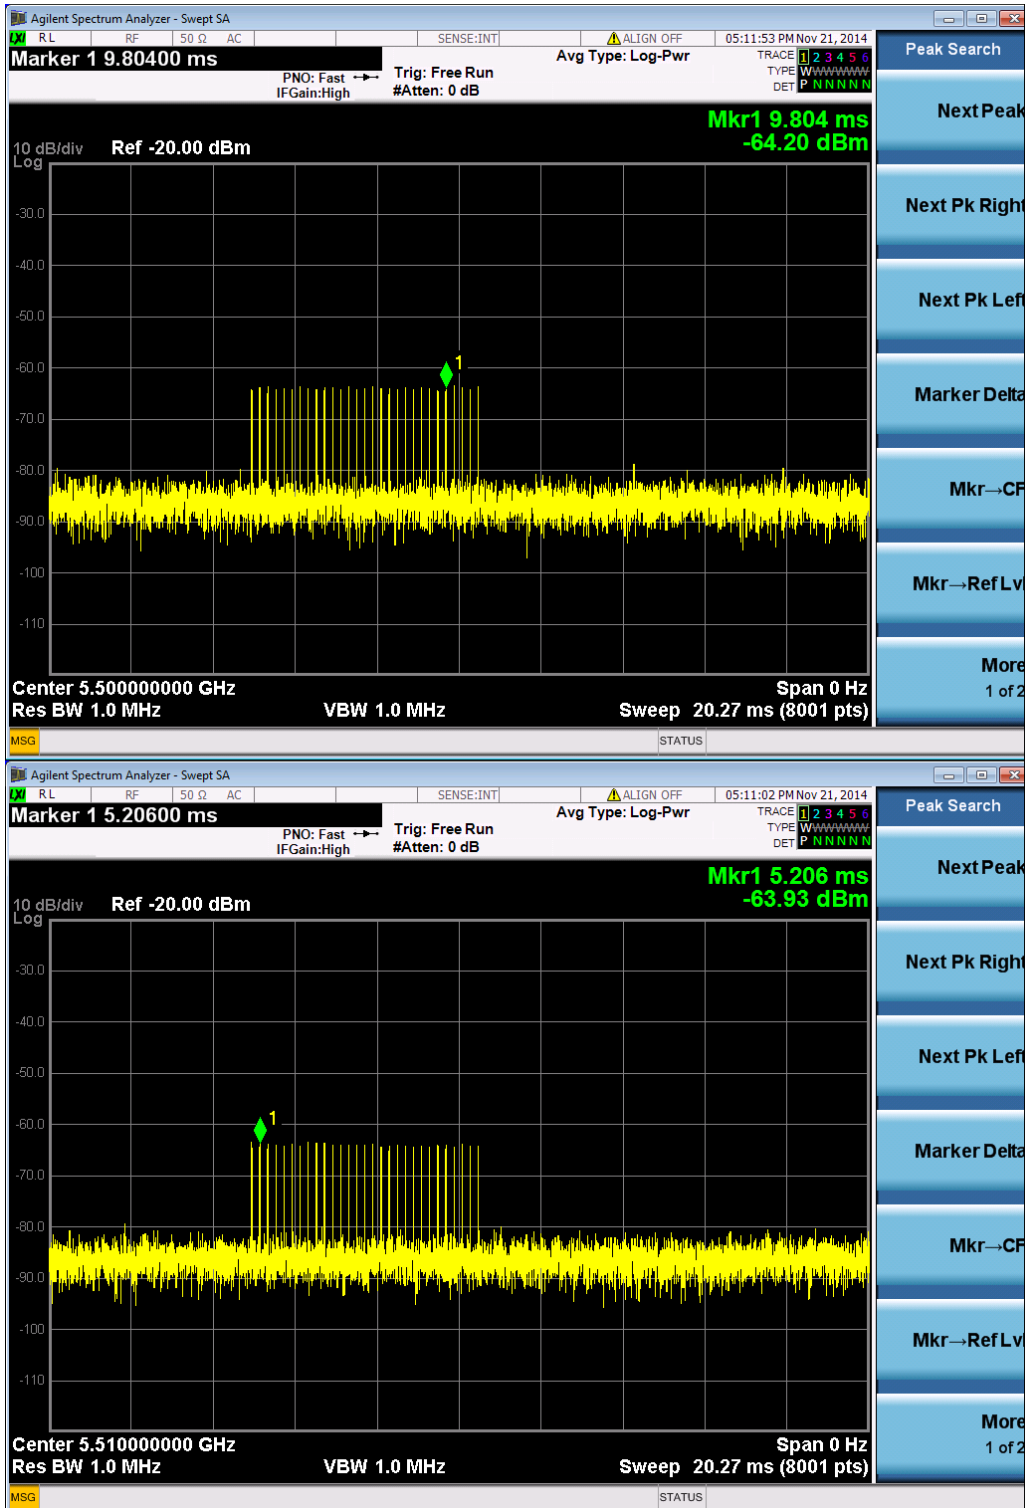 Agilent Spectrum Analyzer - Swept SA
LXI RL RF 50 Ω AC SENSE:INT ALIGN OFF 05:11:53 PM Nov 21, 2014
Marker 1 9.80400 ms
Avg Type: Log-Pwr
TRACE 1 2 3 4 5 6
TYPE WWWWWWW
DET P N N N N N
PNO: Fast
IFGain:High
Trig: Free Run
#Atten: 0 dB
Peak Search
Mkr1 9.804 ms
-64.20 dBm
10 dB/div
Log
Ref -20.00 dBm
-30.0
-40.0
-50.0
-60.0
-70.0
-80.0
-90.0
-100
-110
1
Center 5.500000000 GHz
Span 0 Hz
Res BW 1.0 MHz
VBW 1.0 MHz
Sweep 20.27 ms (8001 pts)
Next Peak
Next Pk Right
Next Pk Left
Marker Delta
Mkr→CF
Mkr→Ref Lvl
More
1 of 2
MSG
STATUS
Agilent Spectrum Analyzer - Swept SA
LXI RL RF 50 Ω AC SENSE:INT ALIGN OFF 05:11:02 PM Nov 21, 2014
Marker 1 5.20600 ms
Avg Type: Log-Pwr
TRACE 1 2 3 4 5 6
TYPE WWWWWWW
DET P N N N N N
PNO: Fast
IFGain:High
Trig: Free Run
#Atten: 0 dB
Peak Search
Mkr1 5.206 ms
-63.93 dBm
10 dB/div
Log
Ref -20.00 dBm
-30.0
-40.0
-50.0
-60.0
-70.0
-80.0
-90.0
-100
-110
1
Center 5.510000000 GHz
Span 0 Hz
Res BW 1.0 MHz
VBW 1.0 MHz
Sweep 20.27 ms (8001 pts)
Next Peak
Next Pk Right
Next Pk Left
Marker Delta
Mkr→CF
Mkr→Ref Lvl
More
1 of 2
MSG
STATUS